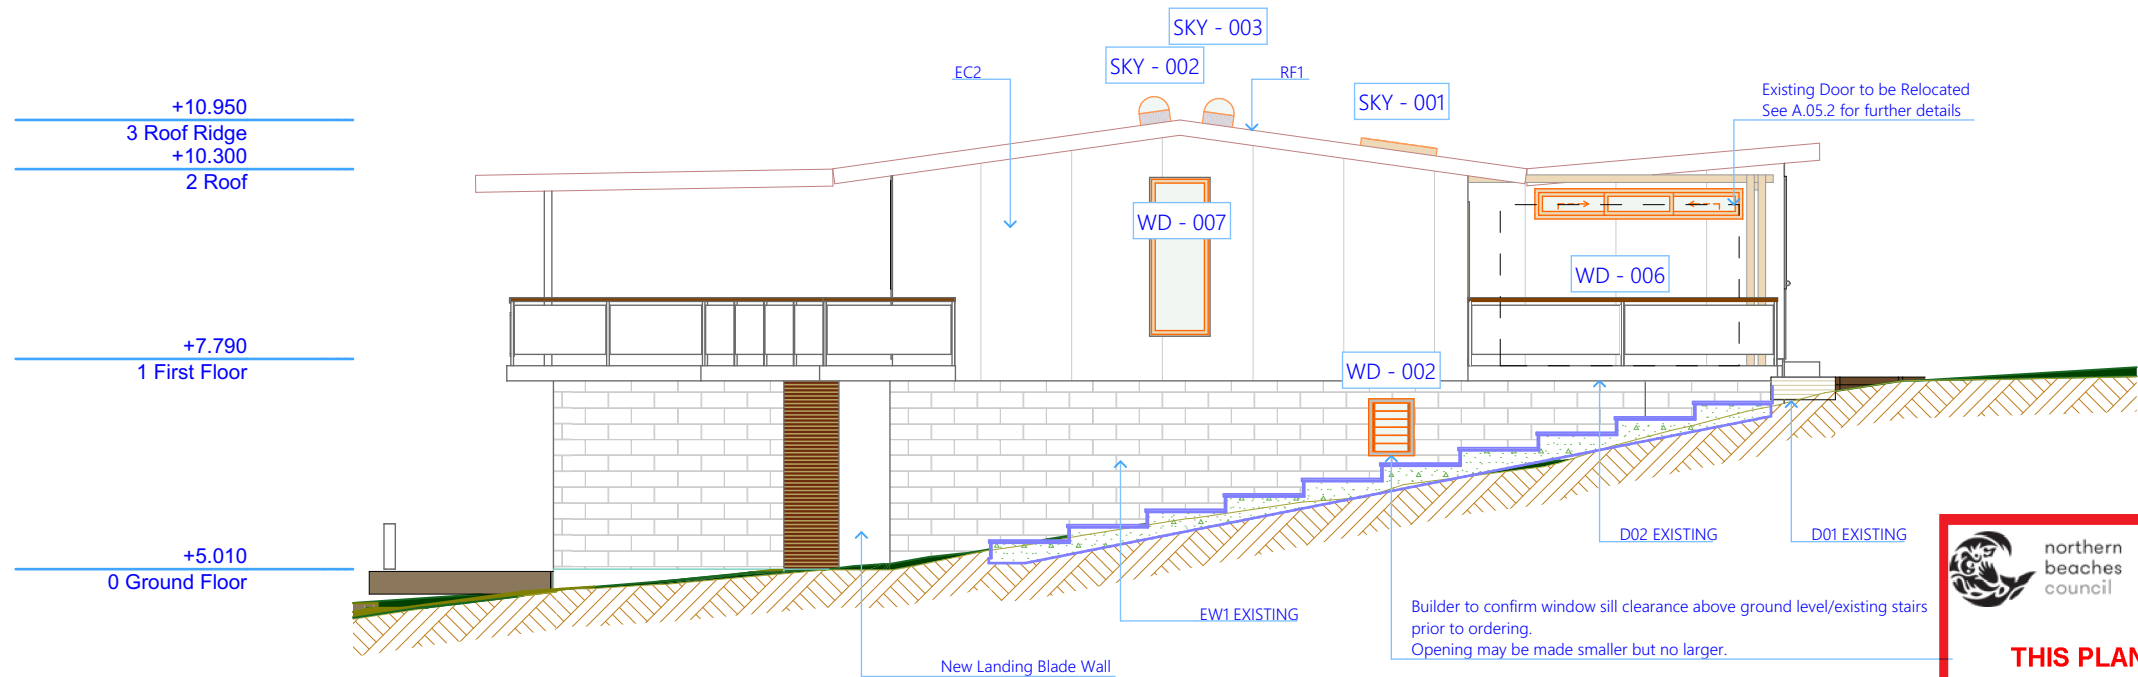 SKY - 003
SKY - 002
EC2
RF1
SKY - 001
Existing Door to be Relocated
See A.05.2 for further details
+10.950
3 Roof Ridge
+10.300
2 Roof
WD - 007
WD - 006
+7.790
1 First Floor
WD - 002
+5.010
0 Ground Floor
D02 EXISTING
D01 EXISTING
northern
beaches
council
EW1 EXISTING
Builder to confirm window sill clearance above ground level/existing stairs
prior to ordering.
Opening may be made smaller but no larger.
New Landing Blade Wall
THIS PLAN